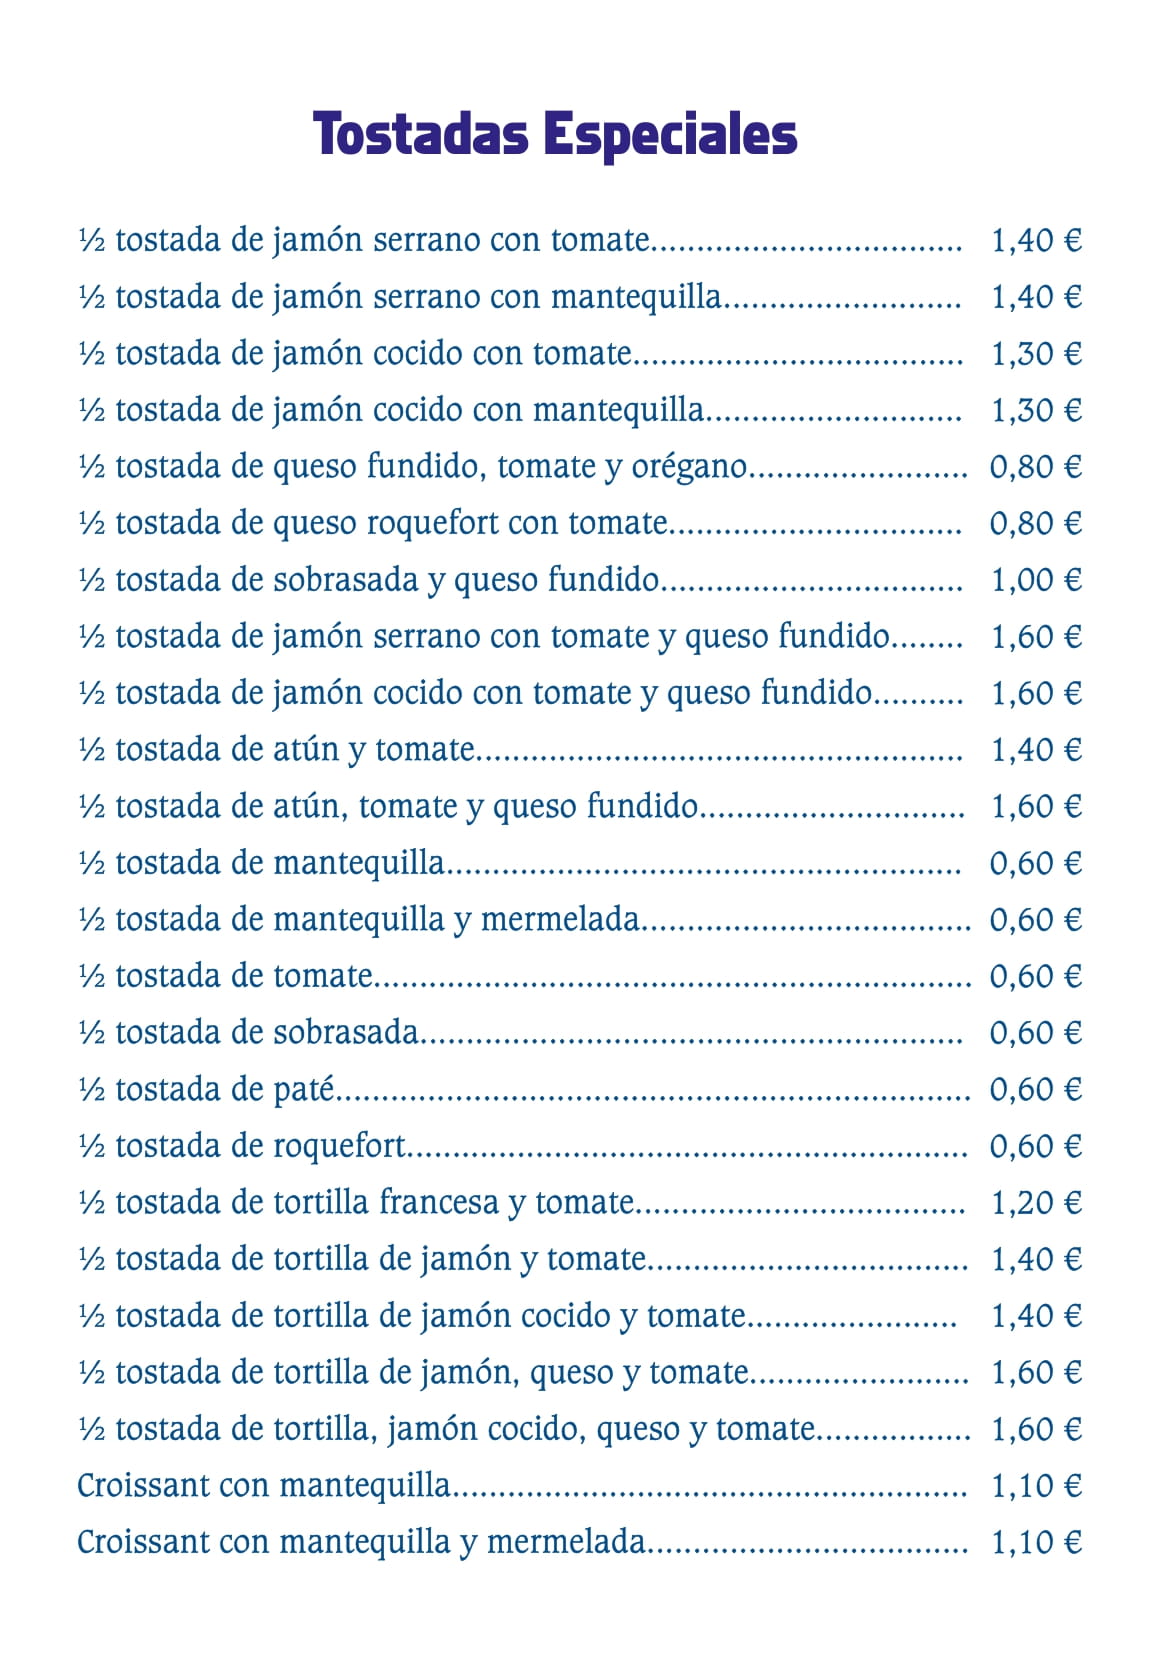 Tostadas Especiales
½ tostada de jamón serrano con tomate.................................. 1,40 €
½ tostada de jamón serrano con mantequilla.......................... 1,40 €
½ tostada de jamón cocido con tomate.................................... 1,30 €
½ tostada de jamón cocido con mantequilla............................ 1,30 €
½ tostada de queso fundido, tomate y orégano........................ 0,80 €
½ tostada de queso roquefort con tomate................................ 0,80 €
½ tostada de sobrasada y queso fundido................................. 1,00 €
½ tostada de jamón serrano con tomate y queso fundido........ 1,60 €
½ tostada de jamón cocido con tomate y queso fundido.......... 1,60 €
½ tostada de atún y tomate..................................................... 1,40 €
½ tostada de atún, tomate y queso fundido............................. 1,60 €
½ tostada de mantequilla........................................................ 0,60 €
½ tostada de mantequilla y mermelada.................................... 0,60 €
½ tostada de tomate................................................................. 0,60 €
½ tostada de sobrasada........................................................... 0,60 €
½ tostada de paté..................................................................... 0,60 €
½ tostada de roquefort............................................................. 0,60 €
½ tostada de tortilla francesa y tomate.................................... 1,20 €
½ tostada de tortilla de jamón y tomate................................... 1,40 €
½ tostada de tortilla de jamón cocido y tomate....................... 1,40 €
½ tostada de tortilla de jamón, queso y tomate........................ 1,60 €
½ tostada de tortilla, jamón cocido, queso y tomate................. 1,60 €
Croissant con mantequilla........................................................ 1,10 €
Croissant con mantequilla y mermelada................................... 1,10 €